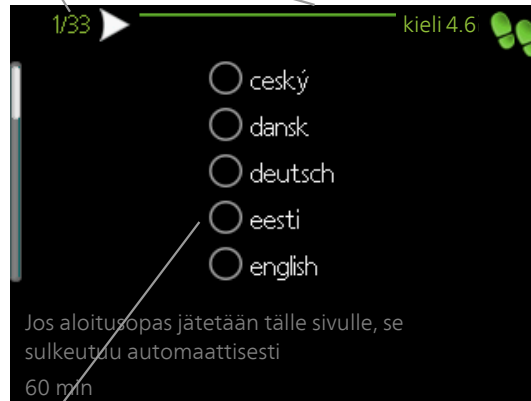 1/33
kieli 4.6
ceský
dansk
deutsch
eesti
english
Jos aloitusopas jätetään tälle sivulle, se
sulkeutuu automaattisesti
60 min